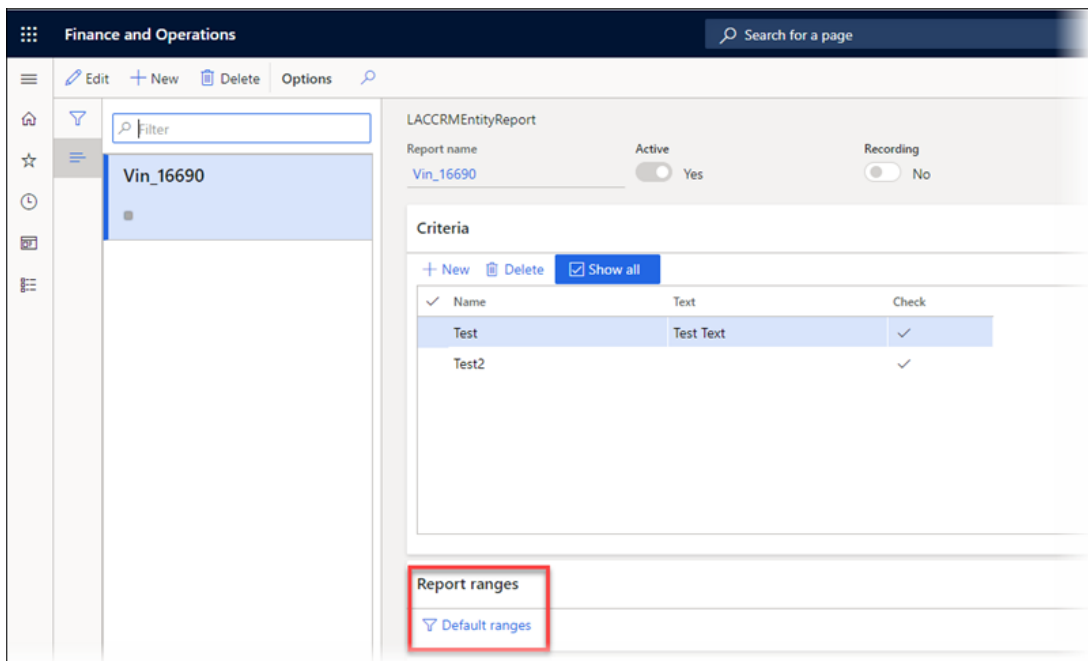 Finance and Operations
Search for a page
Edit New Delete Options
Filter
Vin_16690
LACCRMEntityReport
Report name Active Recording
Vin_16690 Yes No
Criteria
New Delete Show all
Name Text Check
Test Test Text
Test2
Report ranges
Default ranges